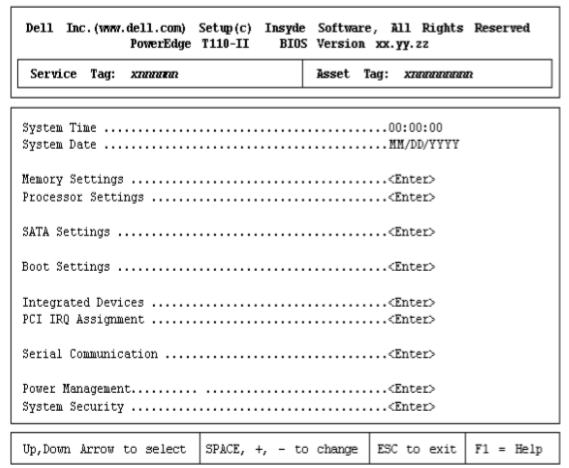 Dell Inc.(www.dell.com) Setup(c) Insyde Software, All Rights Reserved
PowerEdge T110-II BIOS Version xx.yy.zz
Service Tag: xnnnnnn
Asset Tag: xnnnnnnnnn
System Time ..........................................00:00:00
System Date ..........................................MM/DD/YYYY
Memory Settings ......................................<Enter>
Processor Settings ...................................<Enter>
SATA Settings ........................................<Enter>
Boot Settings ........................................<Enter>
Integrated Devices ...................................<Enter>
PCI IRQ Assignment ...................................<Enter>
Serial Communication .................................<Enter>
Power Management.......... ...........................<Enter>
System Security ......................................<Enter>
Up,Down Arrow to select
SPACE, +, - to change
ESC to exit
F1 = Help